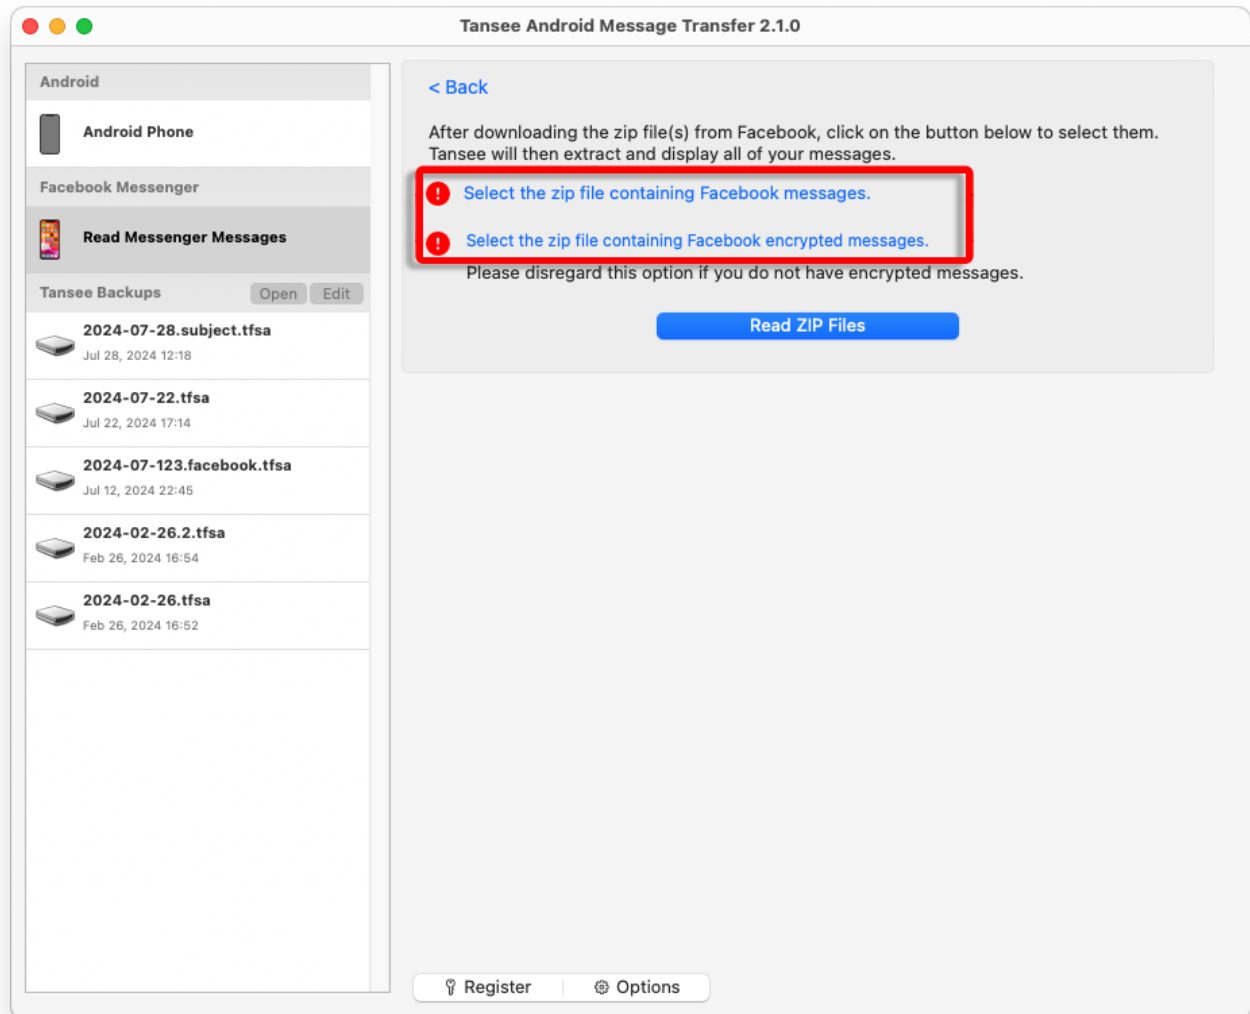 Tansee Android Message Transfer 2.1.0
Android
Android Phone
Facebook Messenger
Read Messenger Messages
Tansee Backups Open Edit
2024-07-28.subject.tfsa
Jul 28, 2024 12:18
2024-07-22.tfsa
Jul 22, 2024 17:14
2024-07-123.facebook.tfsa
Jul 12, 2024 22:45
2024-02-26.2.tfsa
Feb 26, 2024 16:54
2024-02-26.tfsa
Feb 26, 2024 16:52
< Back
After downloading the zip file(s) from Facebook, click on the button below to select them.
Tansee will then extract and display all of your messages.
! Select the zip file containing Facebook messages.
! Select the zip file containing Facebook encrypted messages.
Please disregard this option if you do not have encrypted messages.
Read ZIP Files
Register Options